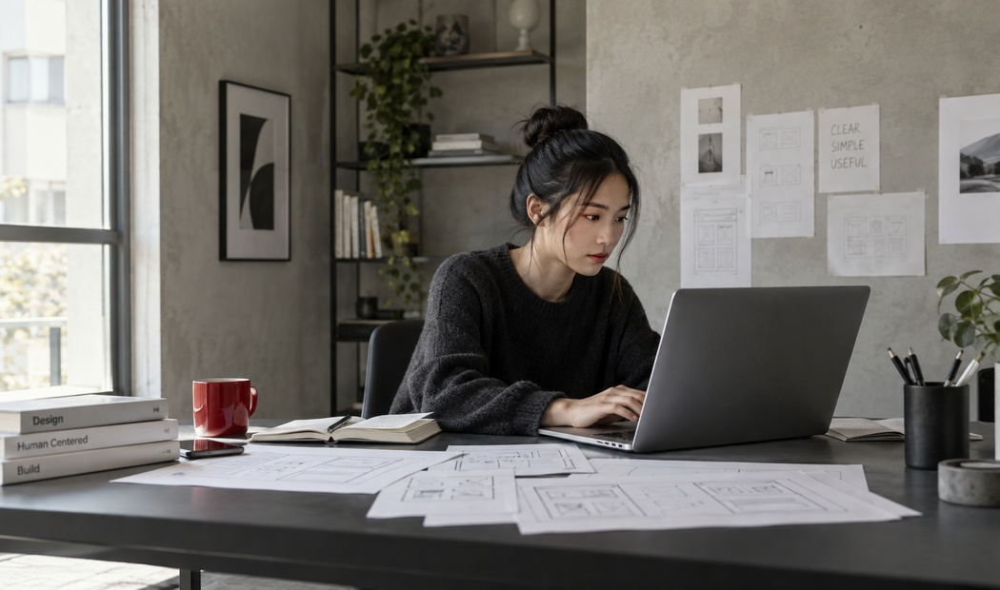 CLEAR
SIMPLE
USEFUL
Design
Human Centered
Build